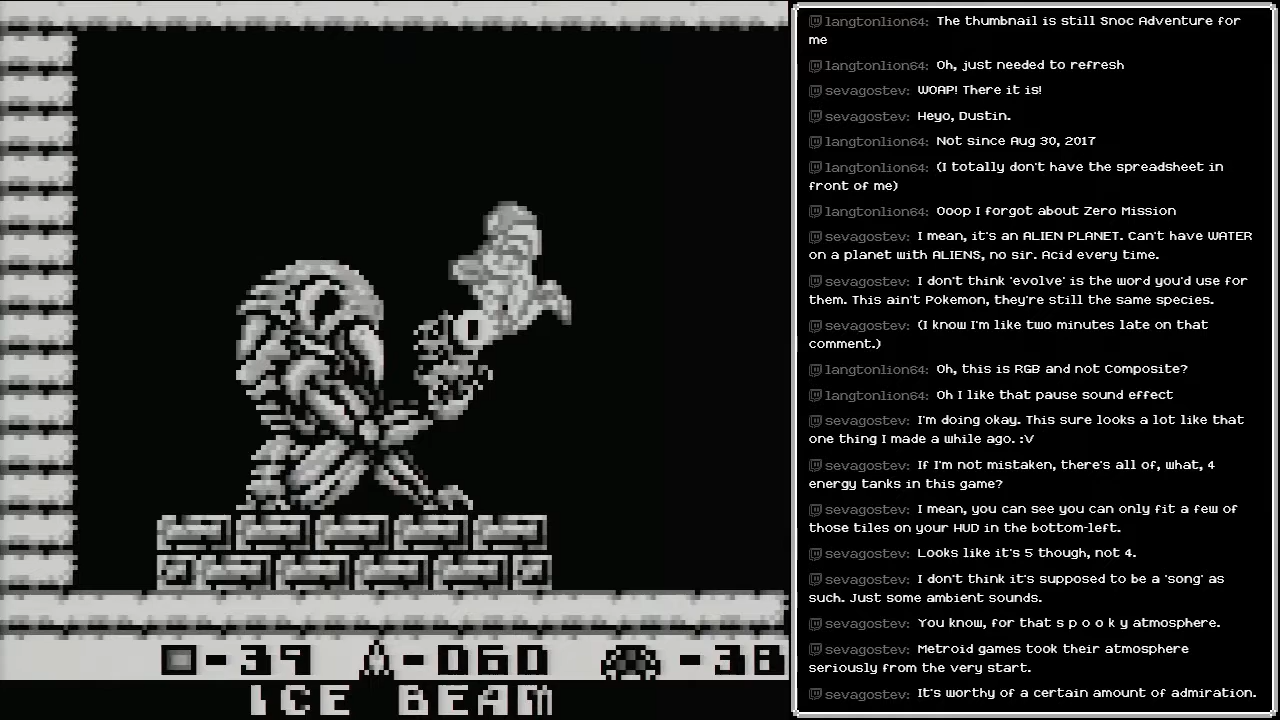 langtonlion64: The thumbnail is still Snoc Adventure for
me
langtonlion64: Oh, just needed to refresh
sevagostev: WOAP! There it is!
sevagostev: Heyo, Dustin.
langtonlion64: Not since Aug 30, 2017
langtonlion64: (I totally don't have the spreadsheet in
front of me)
langtonlion64: Ooop I forgot about Zero Mission
sevagostev: I mean, it's an ALIEN PLANET. Can't have WATER
on a planet with ALIENS, no sir. Acid every time.
sevagostev: I don't think 'evolve' is the word you'd use for
them. This ain't Pokemon, they're still the same species.
sevagostev: (I know I'm like two minutes late on that
comment.)
langtonlion64: Oh, this is RGB and not Composite?
langtonlion64: Oh I like that pause sound effect
sevagostev: I'm doing okay. This sure looks a lot like that
one thing I made a while ago. :V
sevagostev: If I'm not mistaken, there's all of, what, 4
energy tanks in this game?
sevagostev: I mean, you can see you can only fit a few of
those tiles on your HUD in the bottom-left.
sevagostev: Looks like it's 5 though, not 4.
sevagostev: I don't think it's supposed to be a 'song' as
such. Just some ambient sounds.
sevagostev: You know, for that s p o o k y atmosphere.
sevagostev: Metroid games took their atmosphere
seriously from the very start.
sevagostev: It's worthy of a certain amount of admiration.
-39 -060 -38
ICE BEAM